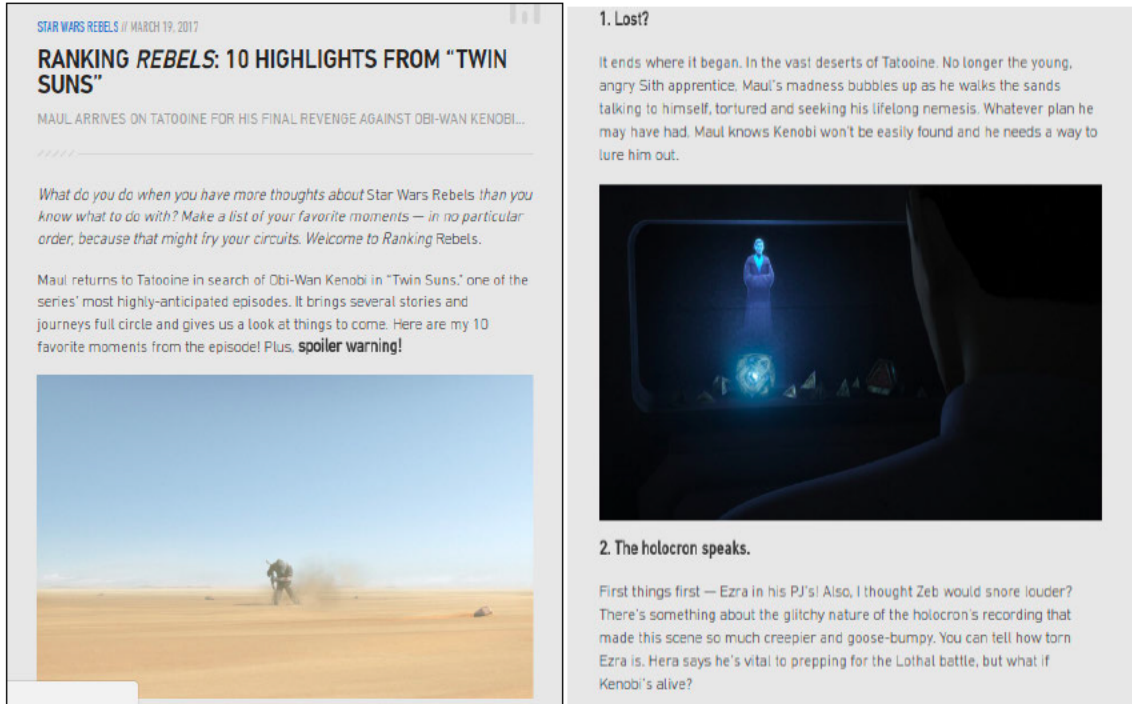 STAR WARS REBELS // MARCH 19, 2017
RANKING REBELS: 10 HIGHLIGHTS FROM "TWIN
SUNS"
MAUL ARRIVES ON TATOOINE FOR HIS FINAL REVENGE AGAINST OBI-WAN KENOBI...
What do you do when you have more thoughts about Star Wars Rebels than you
know what to do with? Make a list of your favorite moments — in no particular
order, because that might fry your circuits. Welcome to Ranking Rebels.
Maul returns to Tatooine in search of Obi-Wan Kenobi in "Twin Suns," one of the
series' most highly-anticipated episodes. It brings several stories and
journeys full circle and gives us a look at things to come. Here are my 10
favorite moments from the episode! Plus, spoiler warning!
1. Lost?
It ends where it began. In the vast deserts of Tatooine. No longer the young,
angry Sith apprentice, Maul's madness bubbles up as he walks the sands
talking to himself, tortured and seeking his lifelong nemesis. Whatever plan he
may have had, Maul knows Kenobi won't be easily found and he needs a way to
lure him out.
2. The holocron speaks.
First things first — Ezra in his PJ's! Also, I thought Zeb would snore louder?
There's something about the glitchy nature of the holocron's recording that
made this scene so much creepier and goose-bumpy. You can tell how torn
Ezra is. Hera says he's vital to prepping for the Lothal battle, but what if
Kenobi's alive?